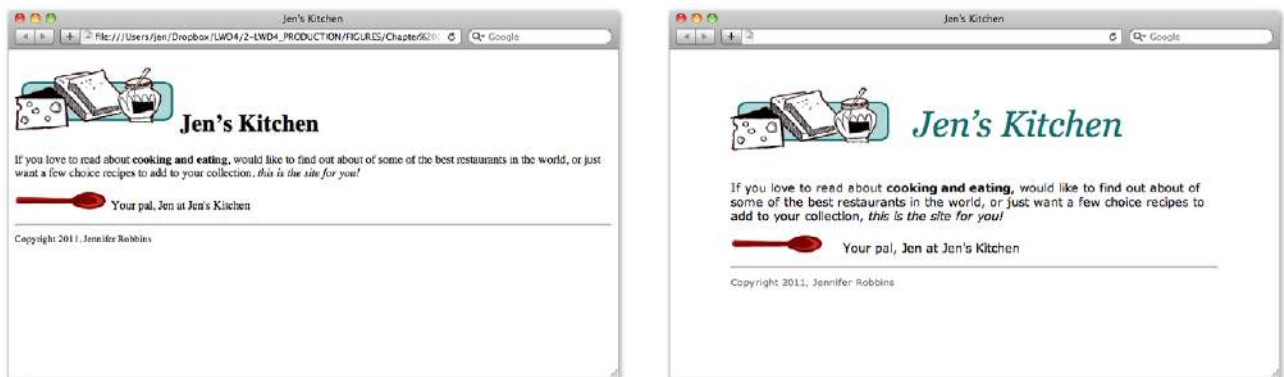 Jen's Kitchen
file:///Users/jen/Dropbox/LWD4/2-LWD4_PRODUCTION/FIGURES/Chapter%20 Google
Jen's Kitchen
If you love to read about cooking and eating, would like to find out about of some of the best restaurants in the world, or just
want a few choice recipes to add to your collection, this is the site for you!
Your pal, Jen at Jen's Kitchen
Copyright 2011, Jennifer Robbins
Jen's Kitchen
Google
Jen's Kitchen
If you love to read about cooking and eating, would like to find out about of
some of the best restaurants in the world, or just want a few choice recipes to
add to your collection, this is the site for you!
Your pal, Jen at Jen's Kitchen
Copyright 2011, Jennifer Robbins